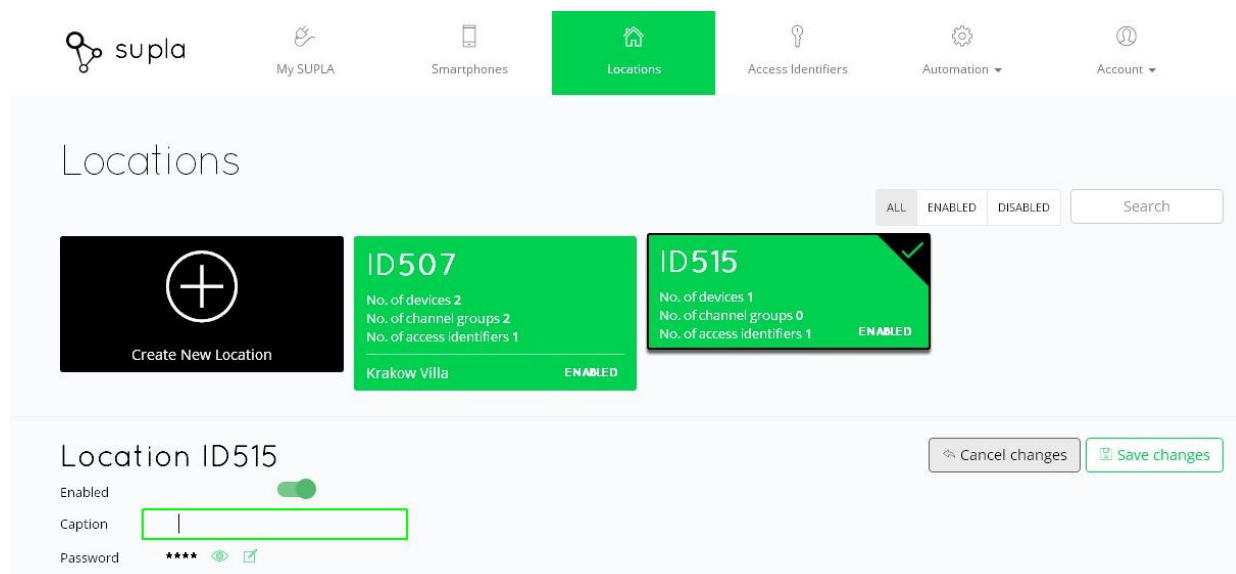 supla
My SUPLA
Smartphones
Locations
Access Identifiers
Automation
Account
Locations
ALL ENABLED DISABLED Search
Create New Location
ID507
No. of devices 2
No. of channel groups 2
No. of access identifiers 1
Krakow Villa ENABLED
ID515
No. of devices 1
No. of channel groups 0
No. of access identifiers 1 ENABLED
Location ID515
Cancel changes Save changes
Enabled
Caption
Password ****